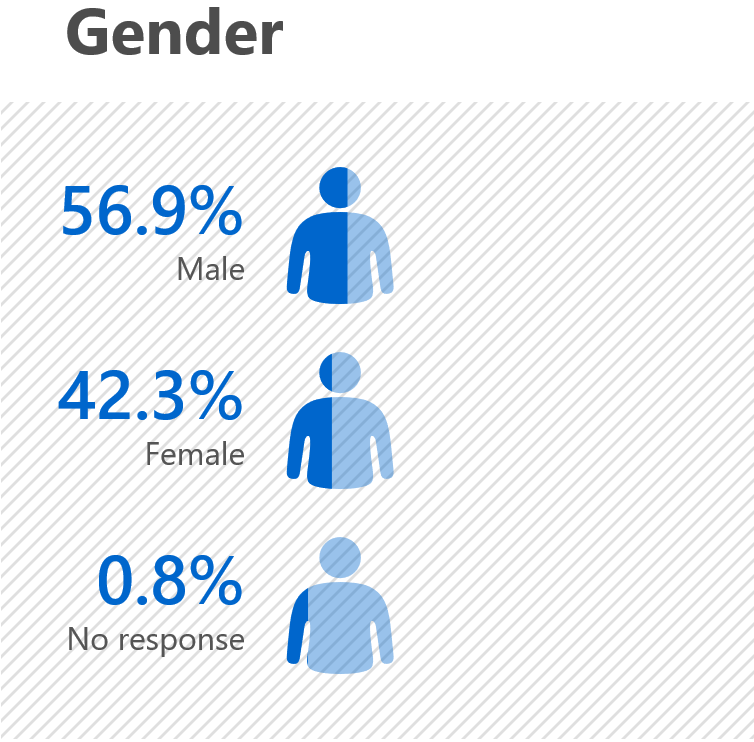 Gender
56.9%
Male
42.3%
Female
0.8%
No response